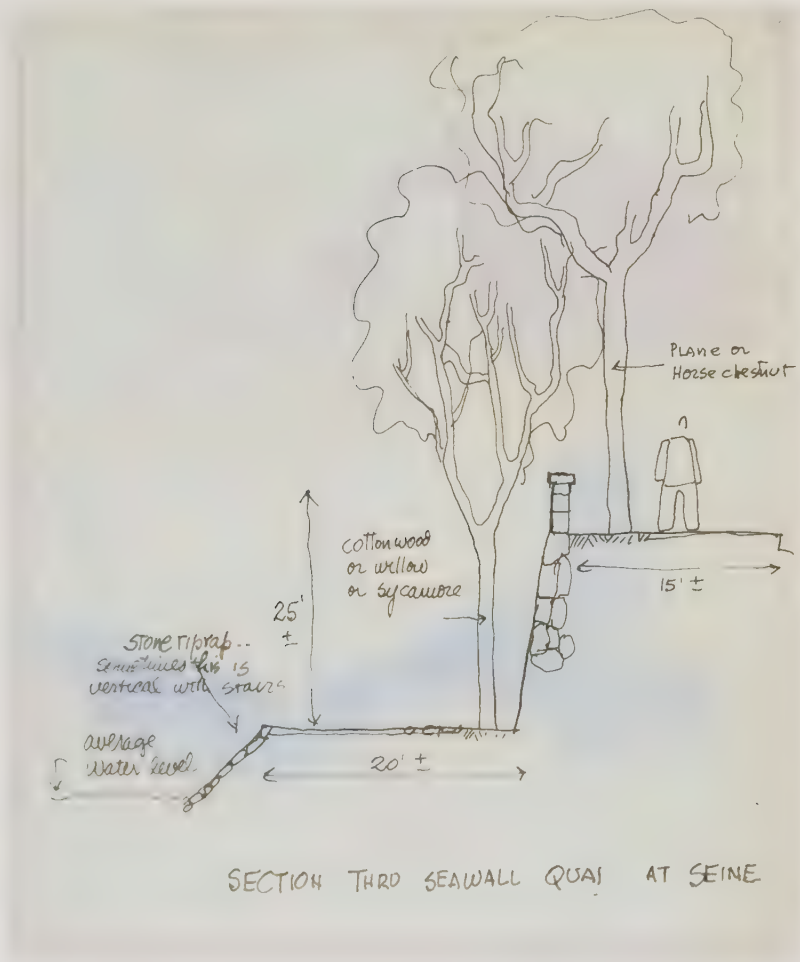 PLANE or
Horse chestnut
cottonwood
or willow
or sycamore
15' ±
25'
±
stone riprap..
sometimes this is
vertical with stairs
average
water level
20' ±
SECTION THRO SEAWALL QUAI AT SEINE